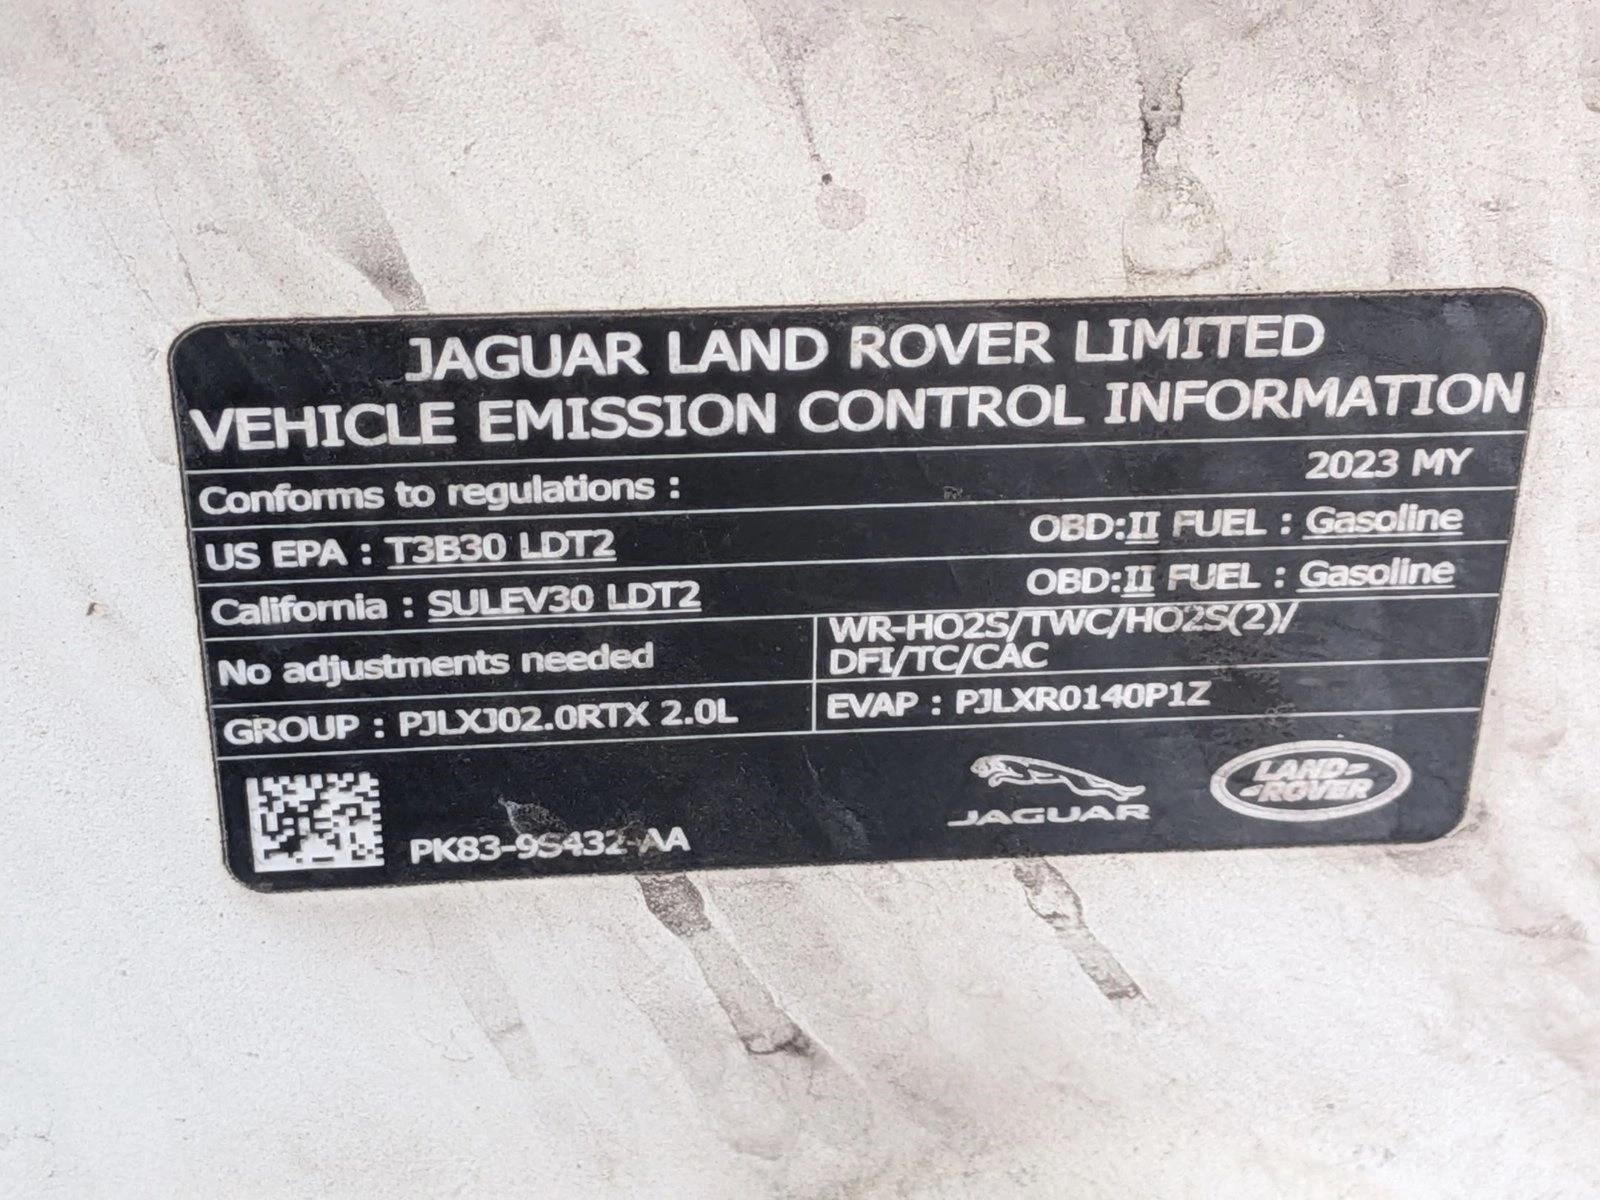 JAGUAR LAND ROVER LIMITED
VEHICLE EMISSION CONTROL INFORMATION
Conforms to regulations : 2023 MY
US EPA : T3B30 LDT2 OBD:II FUEL : Gasoline
California : SULEV30 LDT2 OBD:II FUEL : Gasoline
No adjustments needed
WR-HO2S/TWC/HO2S(2)/
DFI/TC/CAC
GROUP : PJLXJ02.0RTX 2.0L
EVAP : PJLXR0140P1Z
PK83-9S432-AA
JAGUAR
LAND-
-ROVER